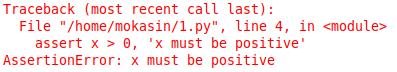 Traceback (most recent call last):
  File "/home/mokasin/1.py", line 4, in <module>
    assert x > 0, 'x must be positive'
AssertionError: x must be positive